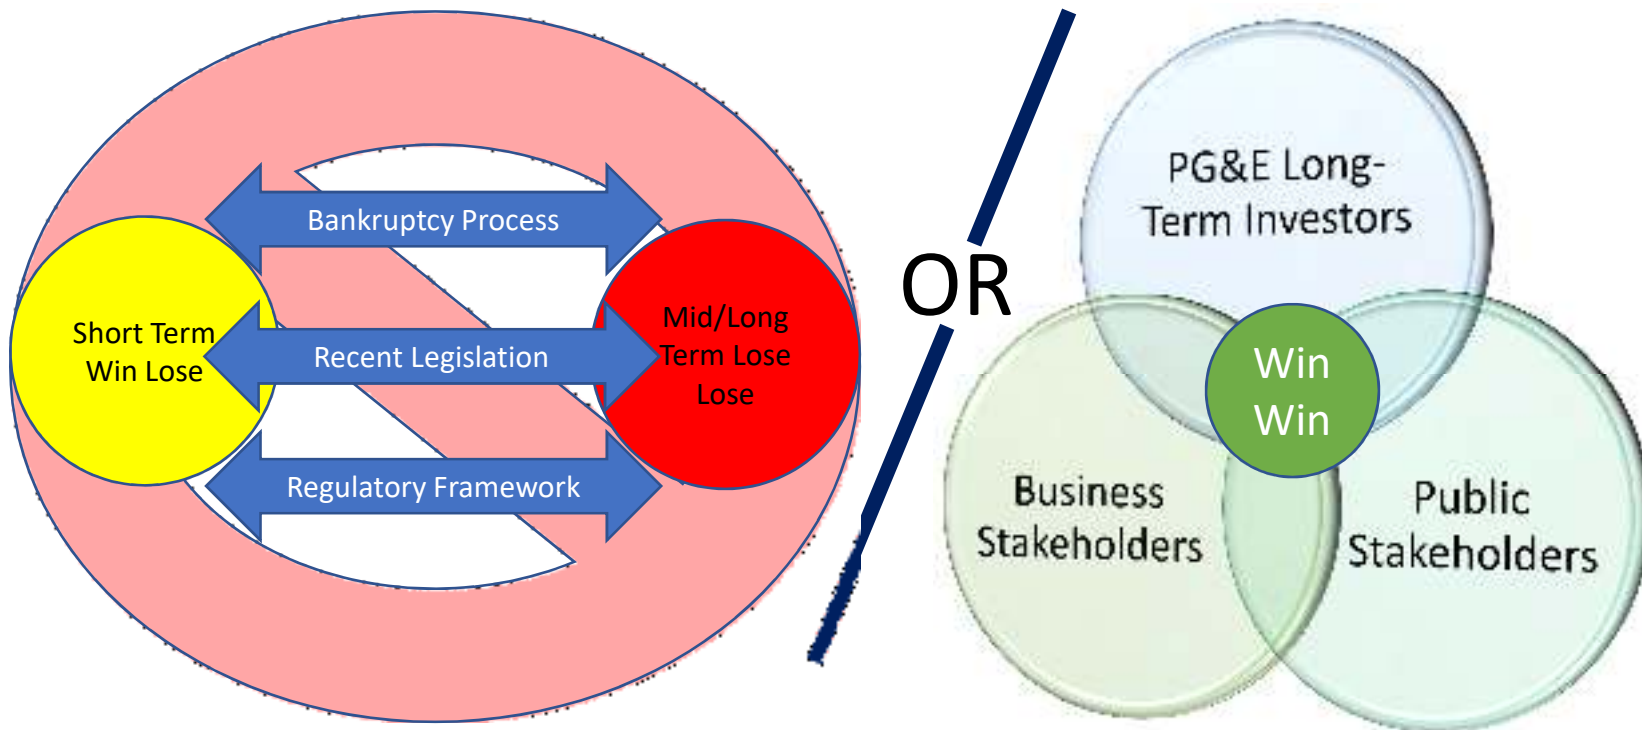 Bankruptcy Process
Short Term
Win Lose
Recent Legislation
Mid/Long
Term Lose
Lose
Regulatory Framework
OR
PG&E Long-
Term Investors
Win
Win
Business
Stakeholders
Public
Stakeholders